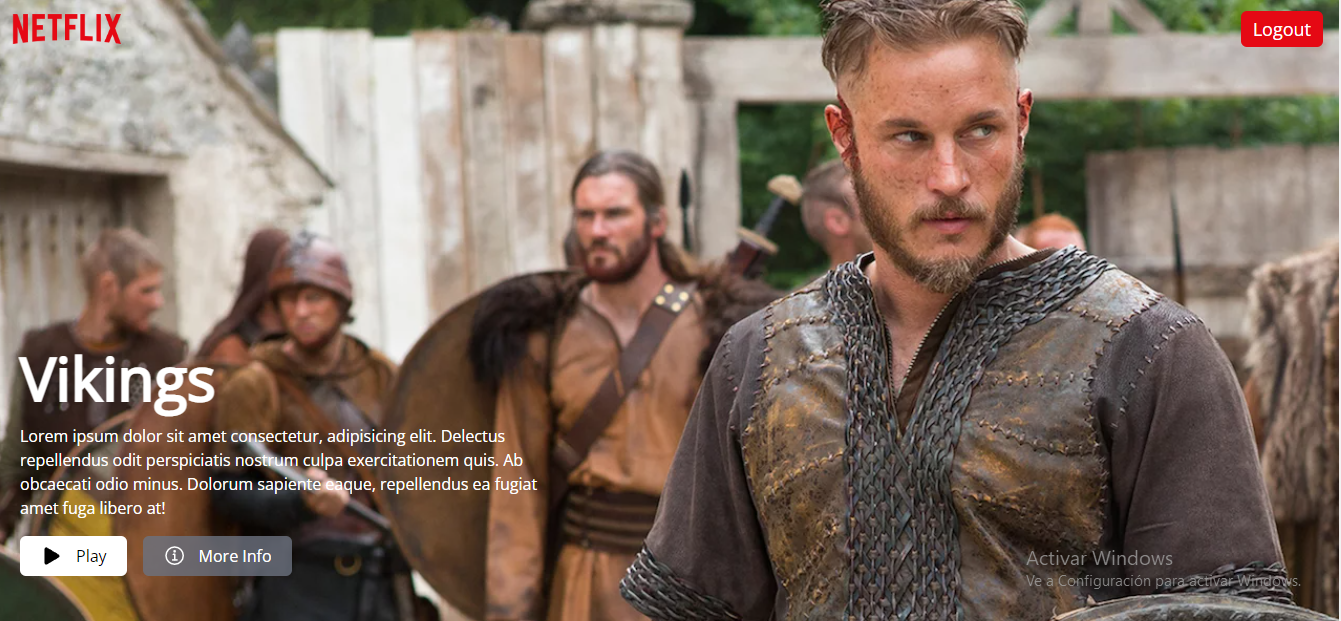 NETFLIX
Logout
Vikings
Lorem ipsum dolor sit amet consectetur, adipisicing elit. Delectus
repellendus odit perspiciatis nostrum culpa exercitationem quis. Ab
obcaecati odio minus. Dolorum sapiente eaque, repellendus ea fugiat
amet fuga libero at!
Play
More Info
Activar Windows
Ve a Configuración para activar Windows.